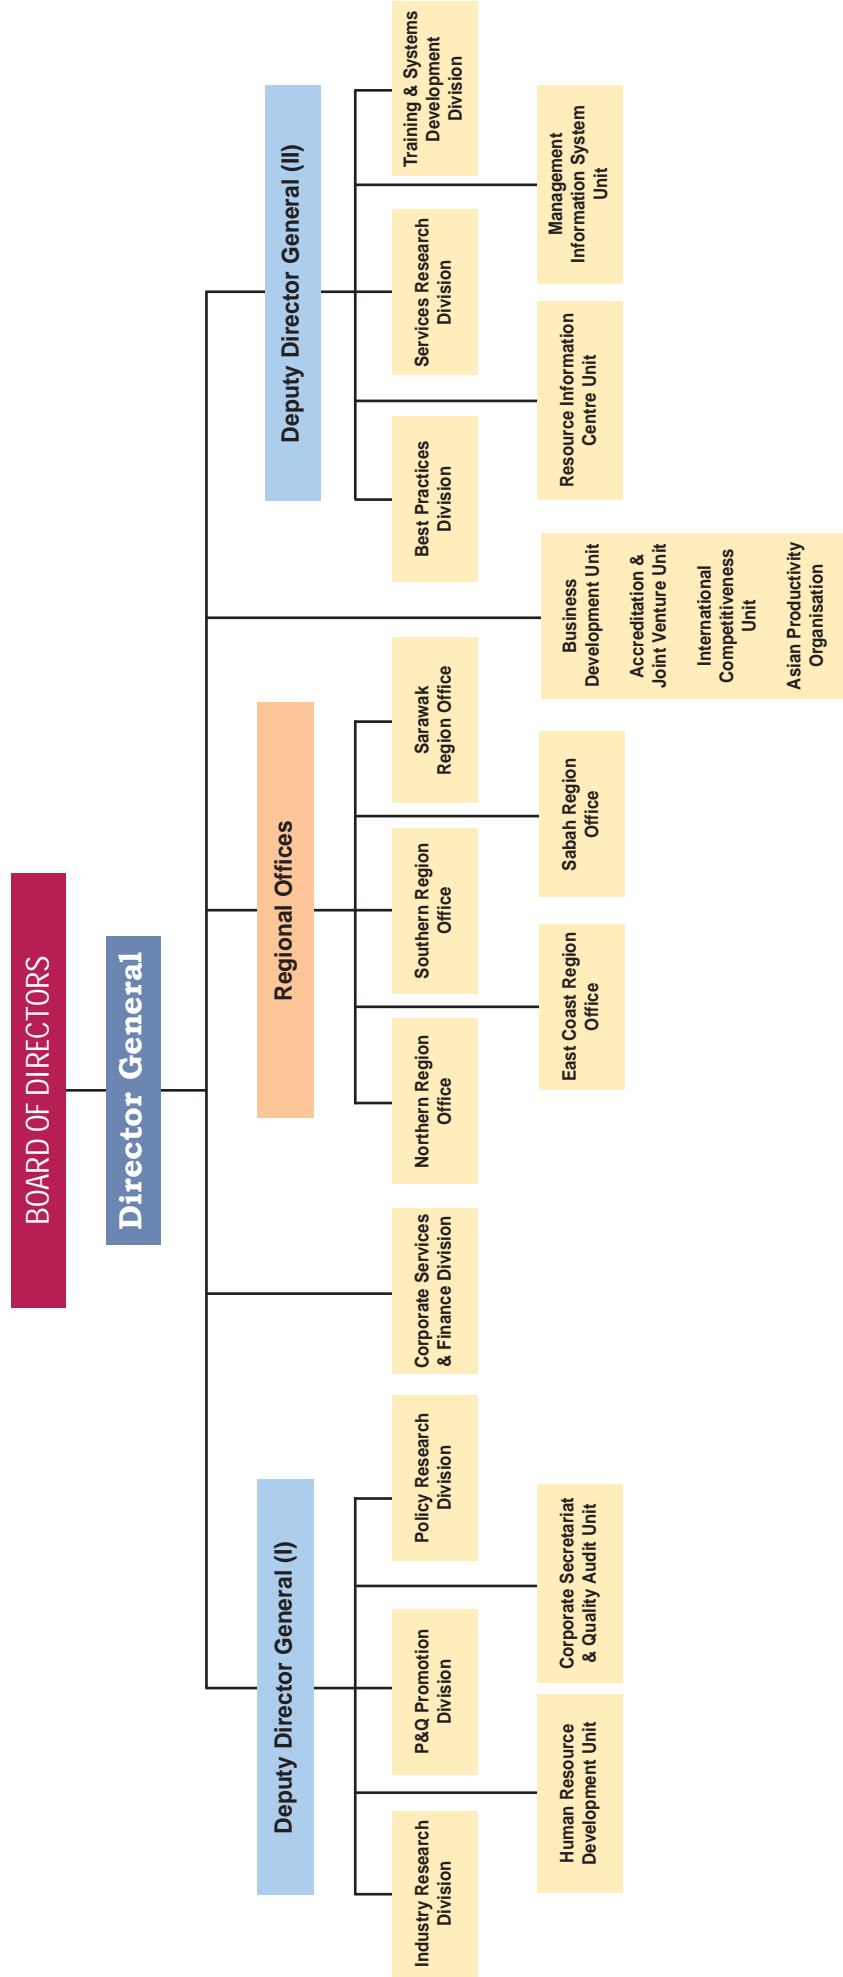 BOARD OF DIRECTORS
Director General
Deputy Director General (I)
Regional Offices
Deputy Director General (II)
Industry Research
Division
P&Q Promotion
Division
Policy Research
Division
Corporate Services
& Finance Division
Northern Region
Office
Southern Region
Office
Sarawak
Region Office
Best Practices
Division
Services Research
Division
Training & Systems
Development
Division
Human Resource
Development Unit
Corporate Secretariat
& Quality Audit Unit
East Coast Region
Office
Sabah Region
Office
Business
Development Unit
Accreditation &
Joint Venture Unit
International
Competitiveness
Unit
Asian Productivity
Organisation
Resource Information
Centre Unit
Management
Information System
Unit